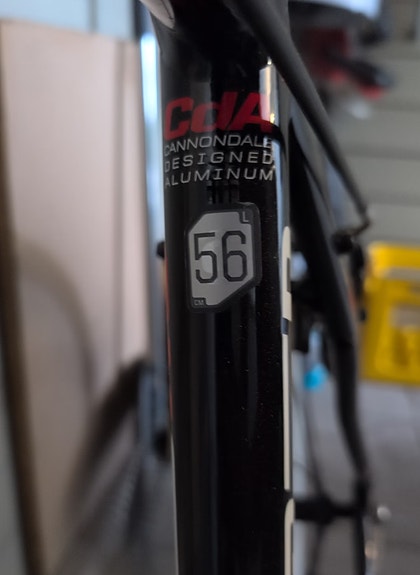 CdA
CANNONDALE
DESIGNED
ALUMINUM
L
56
CM